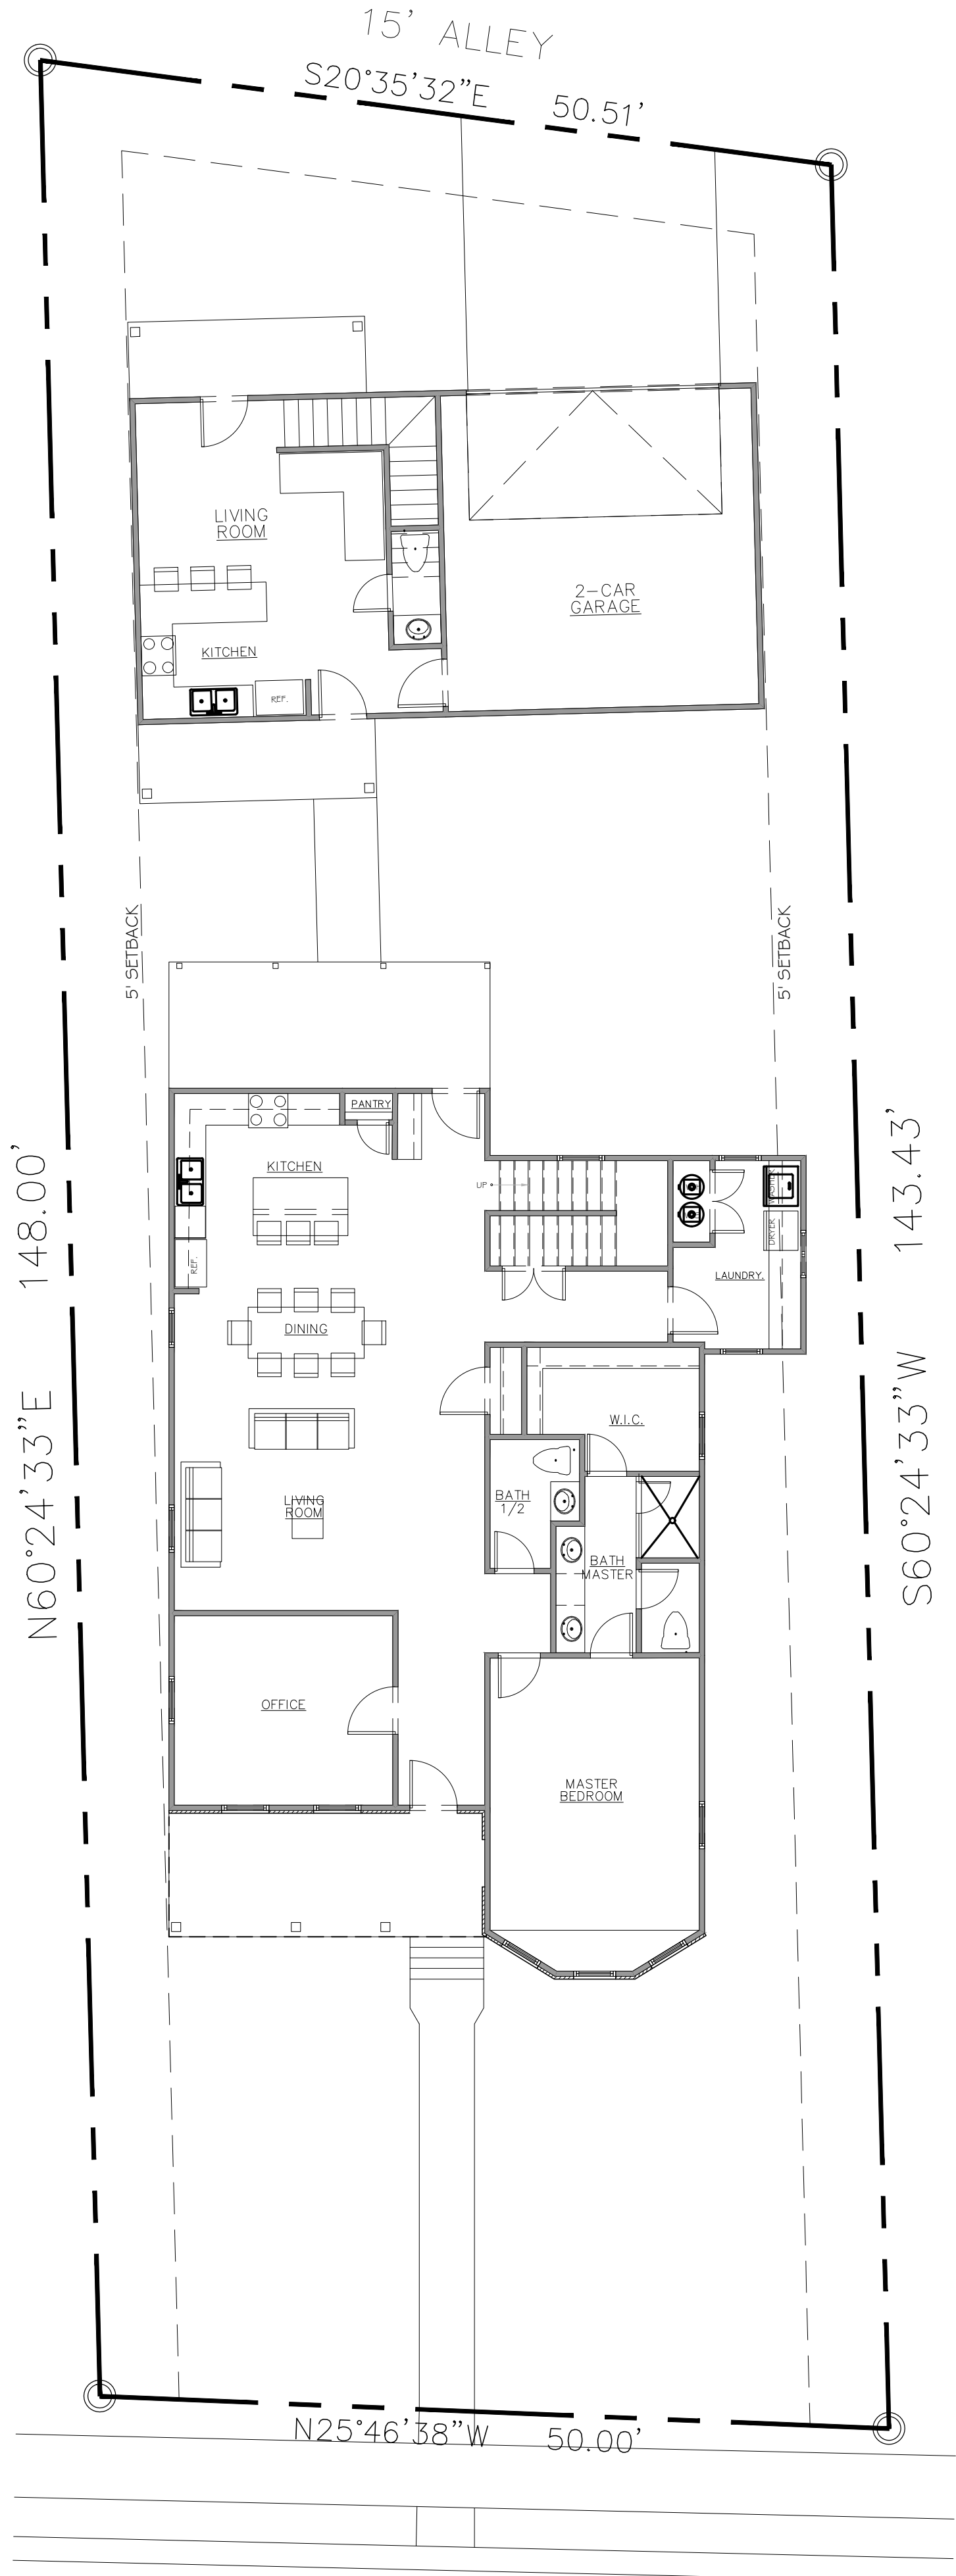 15' ALLEY
S20°35'32"E 50.51'
LIVING
ROOM
2-CAR
GARAGE
KITCHEN
REF.
5' SETBACK
5' SETBACK
PANTRY
KITCHEN
UP
WASHER
DRYER
REF.
LAUNDRY.
148.00'
143.43'
DINING
N60°24'33"E
S60°24'33"W
W.I.C.
BATH
1/2
LIVING
ROOM
BATH
MASTER
OFFICE
MASTER
BEDROOM
N25°46'38"W 50.00'